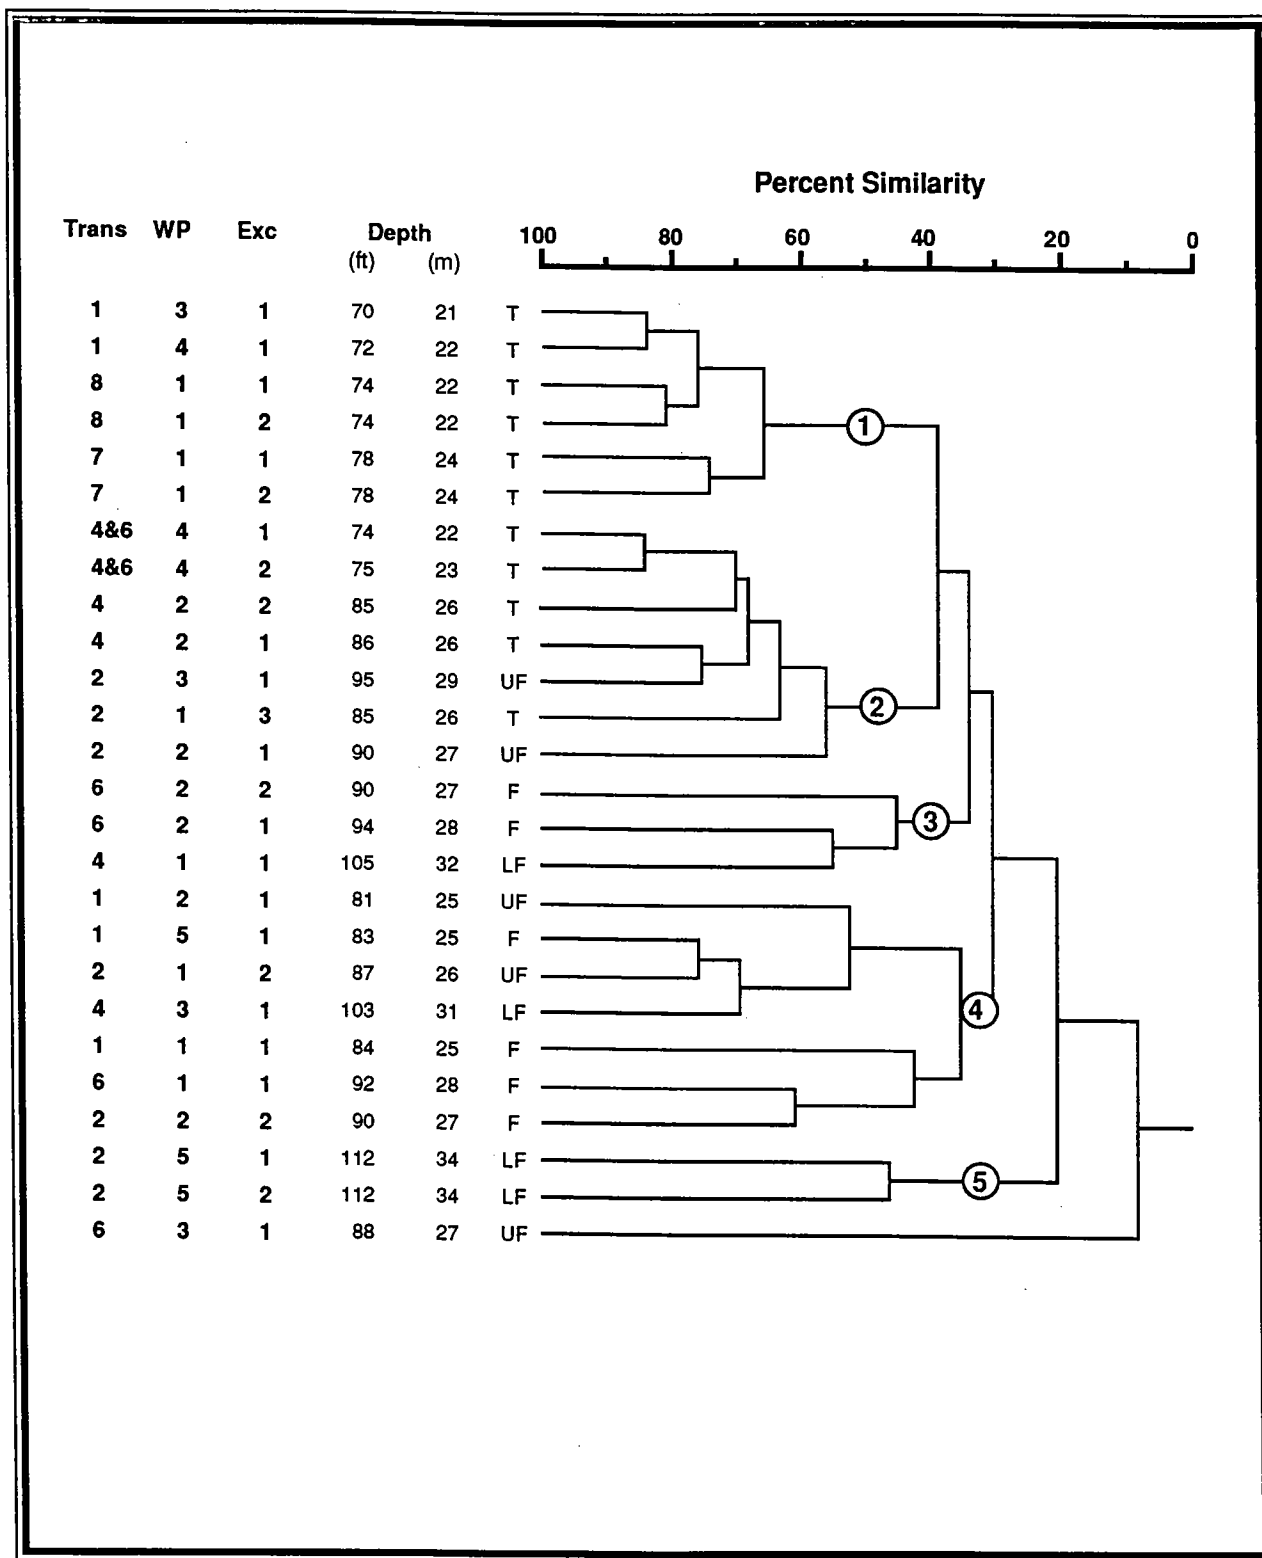 Percent Similarity
Trans WP Exc Depth 100 80 60 40 20 0
(ft) (m)
1 3 1 70 21 T
1 4 1 72 22 T
8 1 1 74 22 T
8 1 2 74 22 T
1
7 1 1 78 24 T
7 1 2 78 24 T
4&6 4 1 74 22 T
4&6 4 2 75 23 T
4 2 2 85 26 T
4 2 1 86 26 T
2 3 1 95 29 UF
2
2 1 3 85 26 T
2 2 1 90 27 UF
6 2 2 90 27 F
3
6 2 1 94 28 F
4 1 1 105 32 LF
1 2 1 81 25 UF
1 5 1 83 25 F
2 1 2 87 26 UF
4 3 1 103 31 LF
4
1 1 1 84 25 F
6 1 1 92 28 F
2 2 2 90 27 F
2 5 1 112 34 LF
5
2 5 2 112 34 LF
6 3 1 88 27 UF